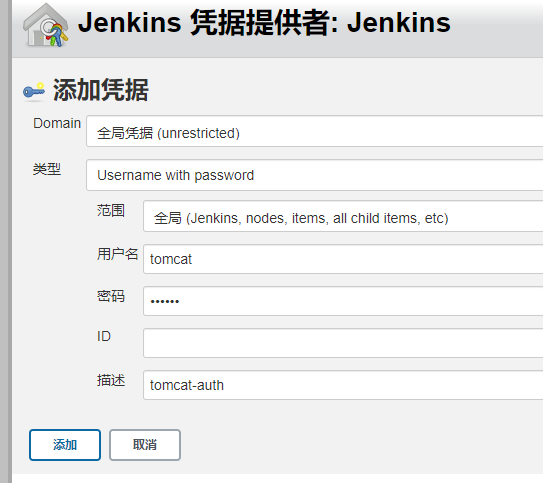 Jenkins 凭据提供者: Jenkins
添加凭据
Domain
全局凭据 (unrestricted)
类型
Username with password
范围
全局 (Jenkins, nodes, items, all child items, etc)
用户名
tomcat
密码
••••••
ID
描述
tomcat-auth
添加
取消